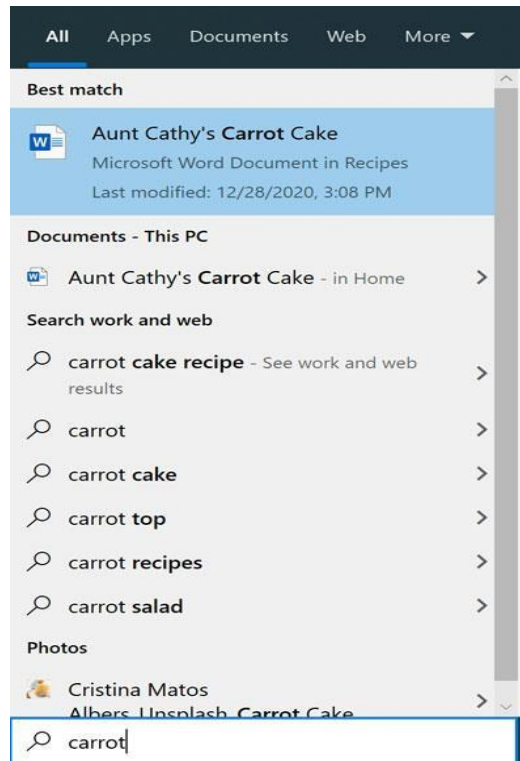 All Apps Documents Web More
Best match
Aunt Cathy's Carrot Cake
Microsoft Word Document in Recipes
Last modified: 12/28/2020, 3:08 PM
Documents - This PC
Aunt Cathy's Carrot Cake - in Home
Search work and web
carrot cake recipe - See work and web
results
carrot
carrot cake
carrot top
carrot recipes
carrot salad
Photos
Cristina Matos
Albers, Unsplash, Carrot Cake
carrot